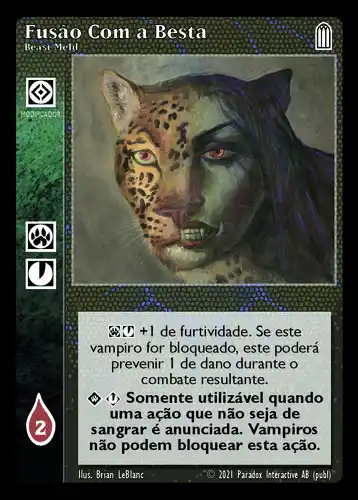 Fusão Com a Besta
Beast Meld
MODIFICADOR
+1 de furtividade. Se este
vampiro for bloqueado, este poderá
prevenir 1 de dano durante o
combate resultante.
Somente utilizável quando
uma ação que não seja de
sangrar é anunciada. Vampiros
não podem bloquear esta ação.
2
Ilus. Brian LeBlanc
© 2021 Paradox Interactive AB (publ)